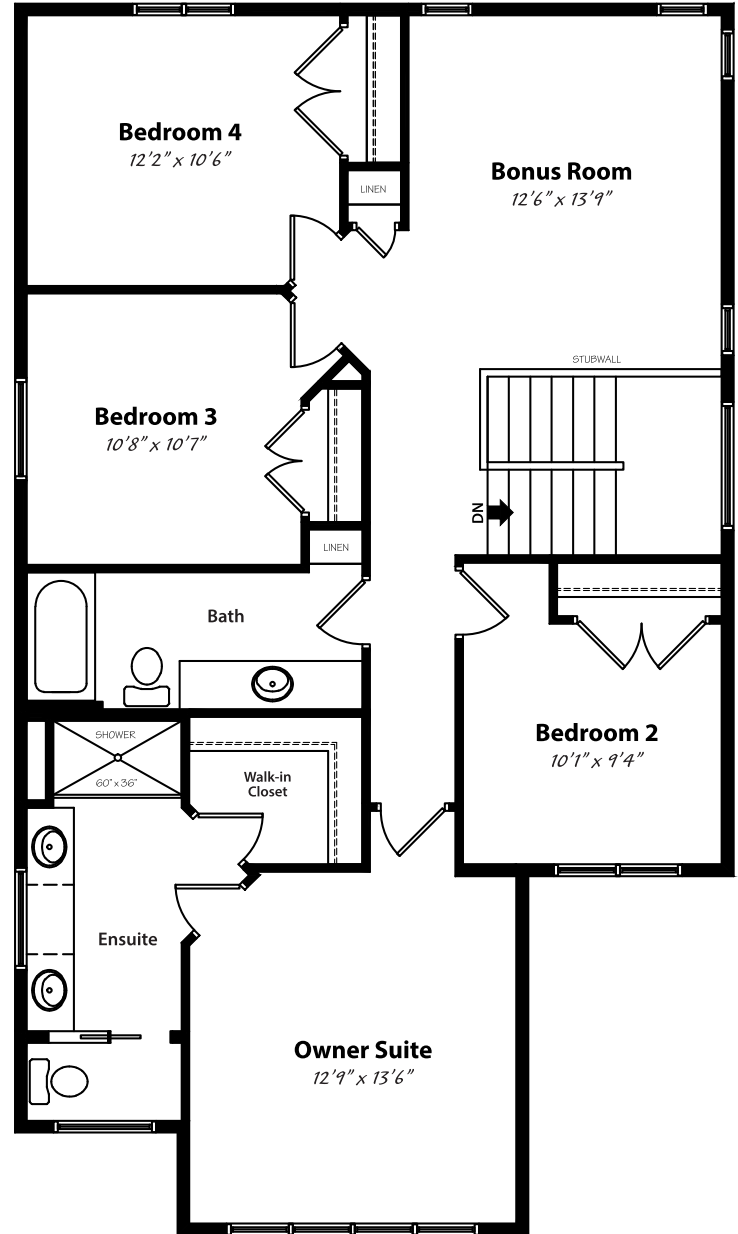 Bedroom 4
12'2" x 10'6"
LINEN
Bonus Room
12'6" x 13'9"
STUBWALL
Bedroom 3
10'8" x 10'7"
DN
LINEN
Bath
Bedroom 2
10'1" x 9'4"
SHOWER
60" x 36"
Walk-in
Closet
Ensuite
Owner Suite
12'9" x 13'6"